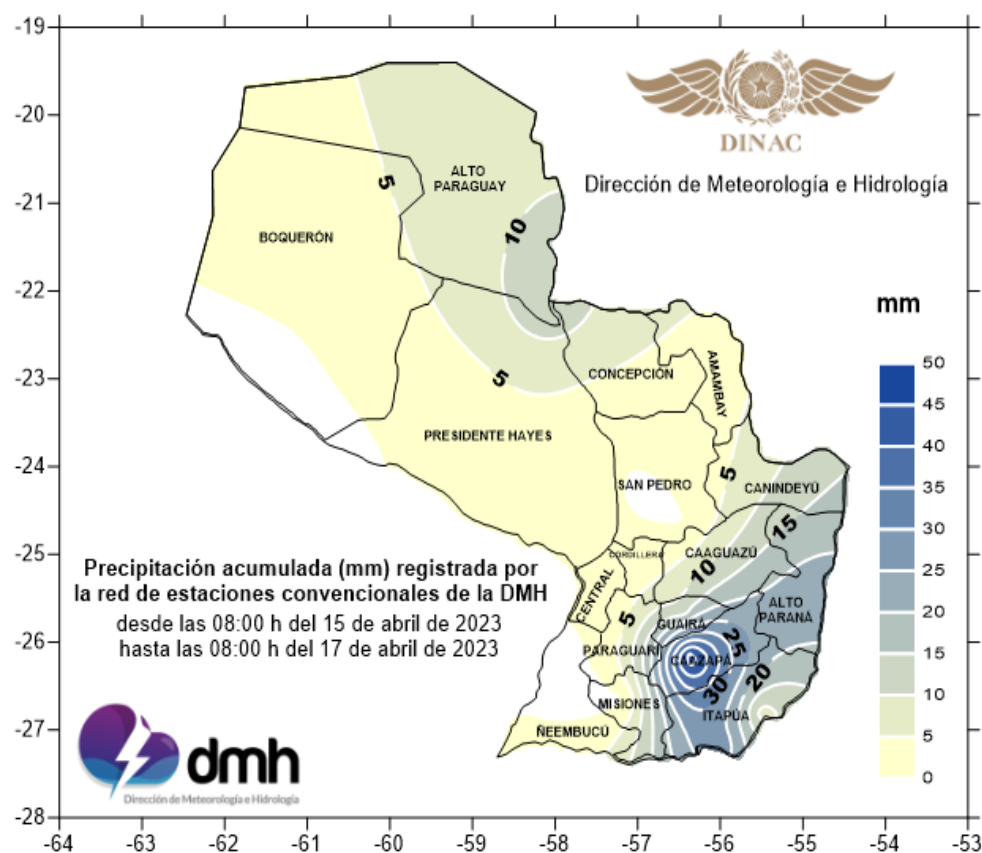 DINAC
Dirección de Meteorología e Hidrología
-19
-20
-21
-22
-23
-24
-25
-26
-27
-28
-64
-63
-62
-61
-60
-59
-58
-57
-56
-55
-54
-53
ALTO
PARAGUAY
BOQUERÓN
5
10
5
CONCEPCIÓN
AMAMBAY
PRESIDENTE HAYES
SAN PEDRO
5
CANINDEYÚ
15
CORDILLERA
CAAGUAZÚ
10
CENTRAL
5
GUAIRÁ
ALTO
PARANÁ
25
PARAGUARÍ
CAAZAPÁ
20
30
MISIONES
ITAPÚA
ÑEEMBUCÚ
mm
50
45
40
35
30
25
20
15
10
5
0
Precipitación acumulada (mm) registrada por
la red de estaciones convencionales de la DMH
desde las 08:00 h del 15 de abril de 2023
hasta las 08:00 h del 17 de abril de 2023
dmh
Dirección de Meteorología e Hidrología